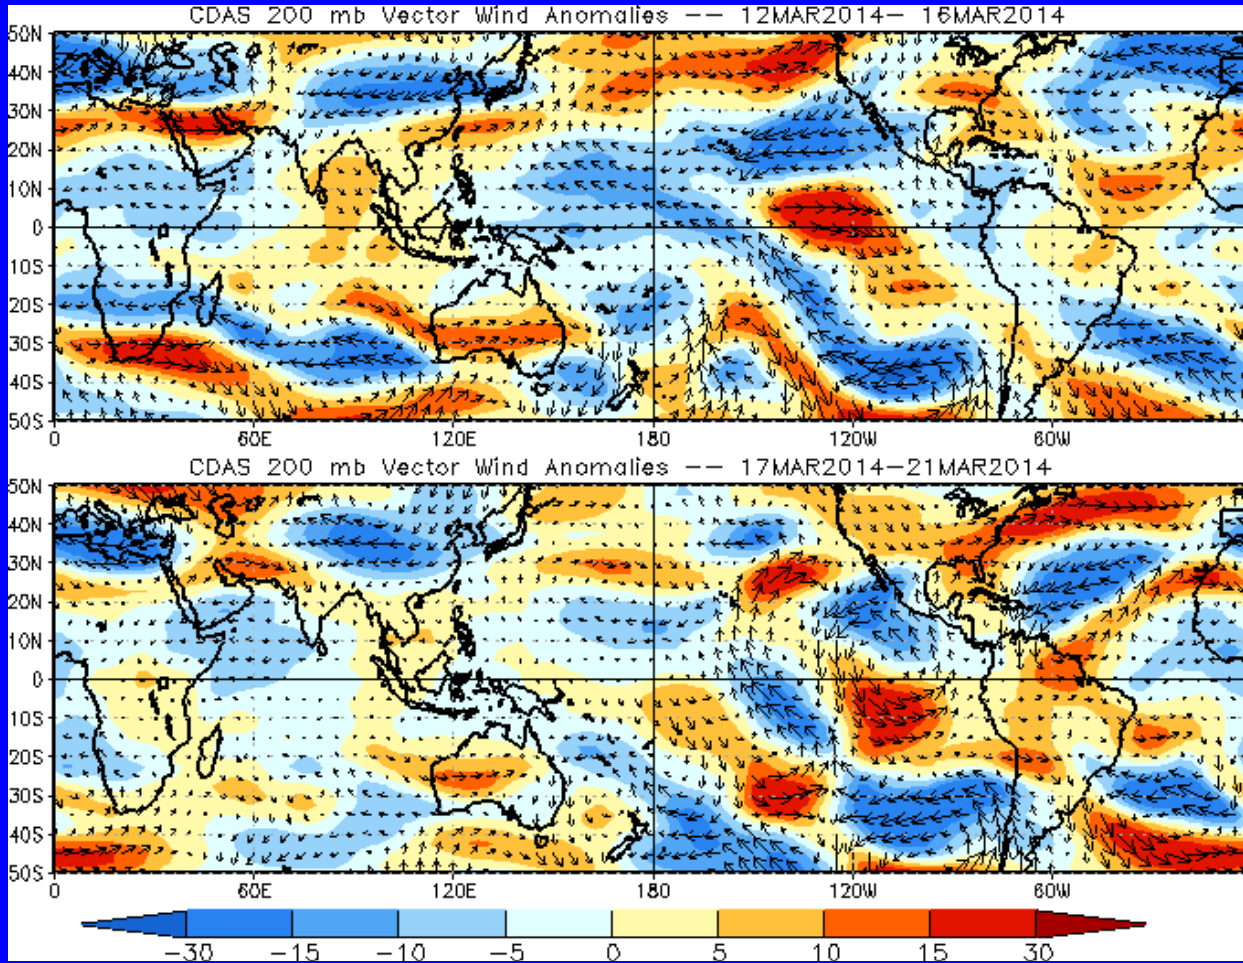 CDAS 200 mb Vector Wind Anomalies -- 12MAR2014- 16MAR2014
50N
40N
30N
20N
10N
0
10S
20S
30S
40S
50S
0 60E 120E 180 120W 60W
CDAS 200 mb Vector Wind Anomalies -- 17MAR2014-21MAR2014
50N
40N
30N
20N
10N
0
10S
20S
30S
40S
50S
0 60E 120E 180 120W 60W
-30 -15 -10 -5 0 5 10 15 30